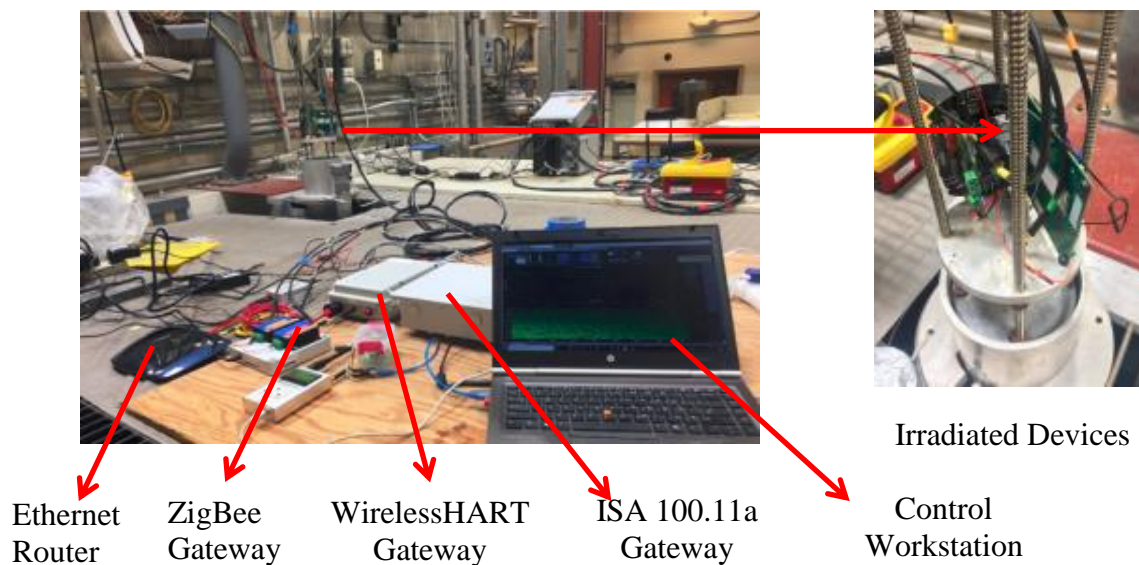 Irradiated Devices
Ethernet
Router
ZigBee
Gateway
WirelessHART
Gateway
ISA 100.11a
Gateway
Control
Workstation